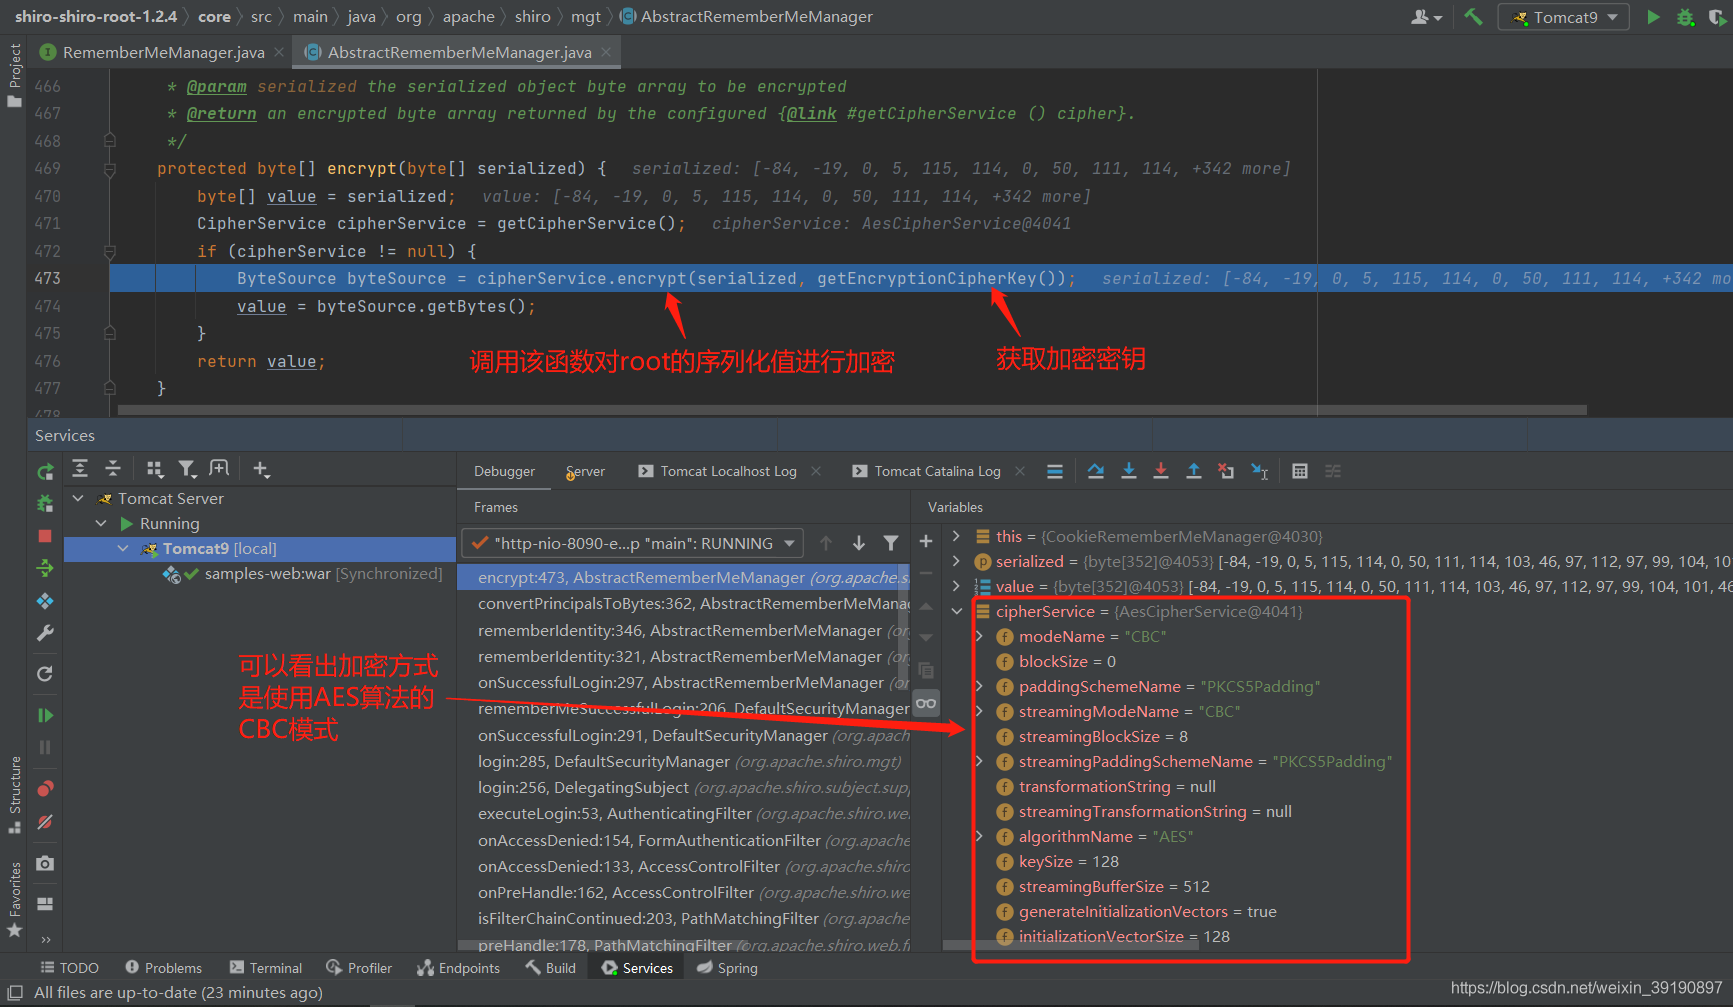 shiro-shiro-root-1.2.4 〉 core 〉 src 〉 main 〉 java 〉 org 〉 apache 〉 shiro 〉 mgt 〉 AbstractRememberMeManager
Tomcat9
Project
RememberMeManager.java
AbstractRememberMeManager.java
466 * @param serialized the serialized object byte array to be encrypted
467 * @return an encrypted byte array returned by the configured {@link #getCipherService () cipher}.
468 */
469 protected byte[] encrypt(byte[] serialized) { serialized: [-84, -19, 0, 5, 115, 114, 0, 50, 111, 114, +342 more]
470 byte[] value = serialized; value: [-84, -19, 0, 5, 115, 114, 0, 50, 111, 114, +342 more]
471 CipherService cipherService = getCipherService(); cipherService: AesCipherService@4041
472 if (cipherService != null) {
473 ByteSource byteSource = cipherService.encrypt(serialized, getEncryptionCipherKey()); serialized: [-84, -19, 0, 5, 115, 114, 0, 50, 111, 114, +342 mo
474 value = byteSource.getBytes();
475 }
调用该函数对root的序列化值进行加密
获取加密密钥
476 return value;
477 }
478
Services
Debugger
Server
Tomcat Localhost Log
Tomcat Catalina Log
Tomcat Server
Running
Tomcat9 [local]
samples-web:war [Synchronized]
可以看出加密方式
是使用AES算法的
CBC模式
Frames
"http-nio-8090-e...p "main": RUNNING
encrypt:473, AbstractRememberMeManager (org.apache.sh
convertPrincipalsToBytes:362, AbstractRememberMeMana
rememberIdentity:346, AbstractRememberMeManager (or
rememberIdentity:321, AbstractRememberMeManager (or
onSuccessfulLogin:297, AbstractRememberMeManager (or
rememberMeSuccessfulLogin:206, DefaultSecurityManager
onSuccessfulLogin:291, DefaultSecurityManager (org.apach
login:285, DefaultSecurityManager (org.apache.shiro.mgt)
login:256, DelegatingSubject (org.apache.shiro.subject.sup
executeLogin:53, AuthenticatingFilter (org.apache.shiro.we
onAccessDenied:154, FormAuthenticationFilter (org.apache
onAccessDenied:133, AccessControlFilter (org.apache.shiro
onPreHandle:162, AccessControlFilter (org.apache.shiro.we
isFilterChainContinued:203, PathMatchingFilter (org.apache
preHandle:178, PathMatchingFilter (org.apache.shiro.web.f
Variables
this = {CookieRememberMeManager@4030}
serialized = {byte[352]@4053} [-84, -19, 0, 5, 115, 114, 0, 50, 111, 114, 103, 46, 97, 112, 97, 99, 104, 10
value = {byte[352]@4053} [-84, -19, 0, 5, 115, 114, 0, 50, 111, 114, 103, 46, 97, 112, 97, 99, 104, 101, 46
cipherService = {AesCipherService@4041}
modeName = "CBC"
blockSize = 0
paddingSchemeName = "PKCS5Padding"
streamingModeName = "CBC"
streamingBlockSize = 8
streamingPaddingSchemeName = "PKCS5Padding"
transformationString = null
streamingTransformationString = null
algorithmName = "AES"
keySize = 128
streamingBufferSize = 512
generateInitializationVectors = true
initializationVectorSize = 128
Structure
Favorites
TODO
Problems
Terminal
Profiler
Endpoints
Build
Services
Spring
All files are up-to-date (23 minutes ago)
https://blog.csdn.net/weixin_39190897